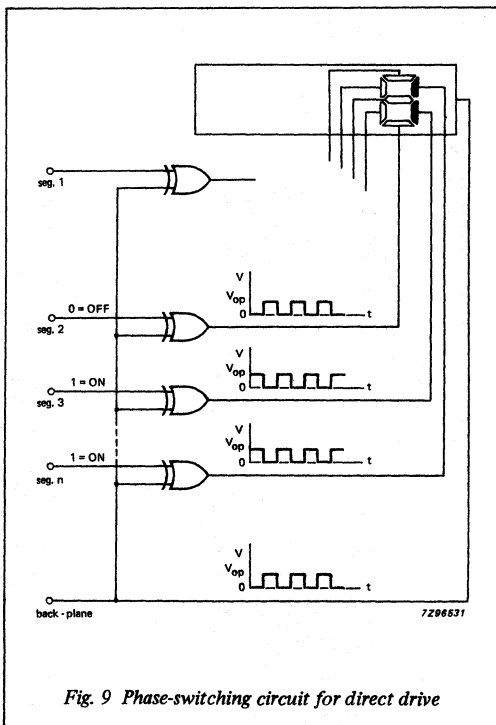 seg. 1
0 = OFF
seg. 2
V
Vop
0
t
1 = ON
seg. 3
V
Vop
0
t
1 = ON
seg. n
V
Vop
0
t
V
Vop
0
t
back - plane
7Z96531
Fig. 9 Phase-switching circuit for direct drive